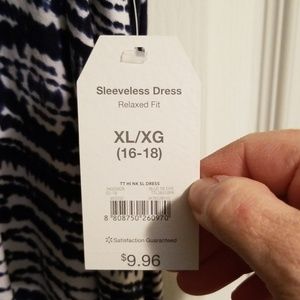 Sleeveless Dress
Relaxed Fit
XL/XG
(16-18)
TT HI NK SL DRESS
8 808750 260970
Satisfaction Guaranteed
$9.96